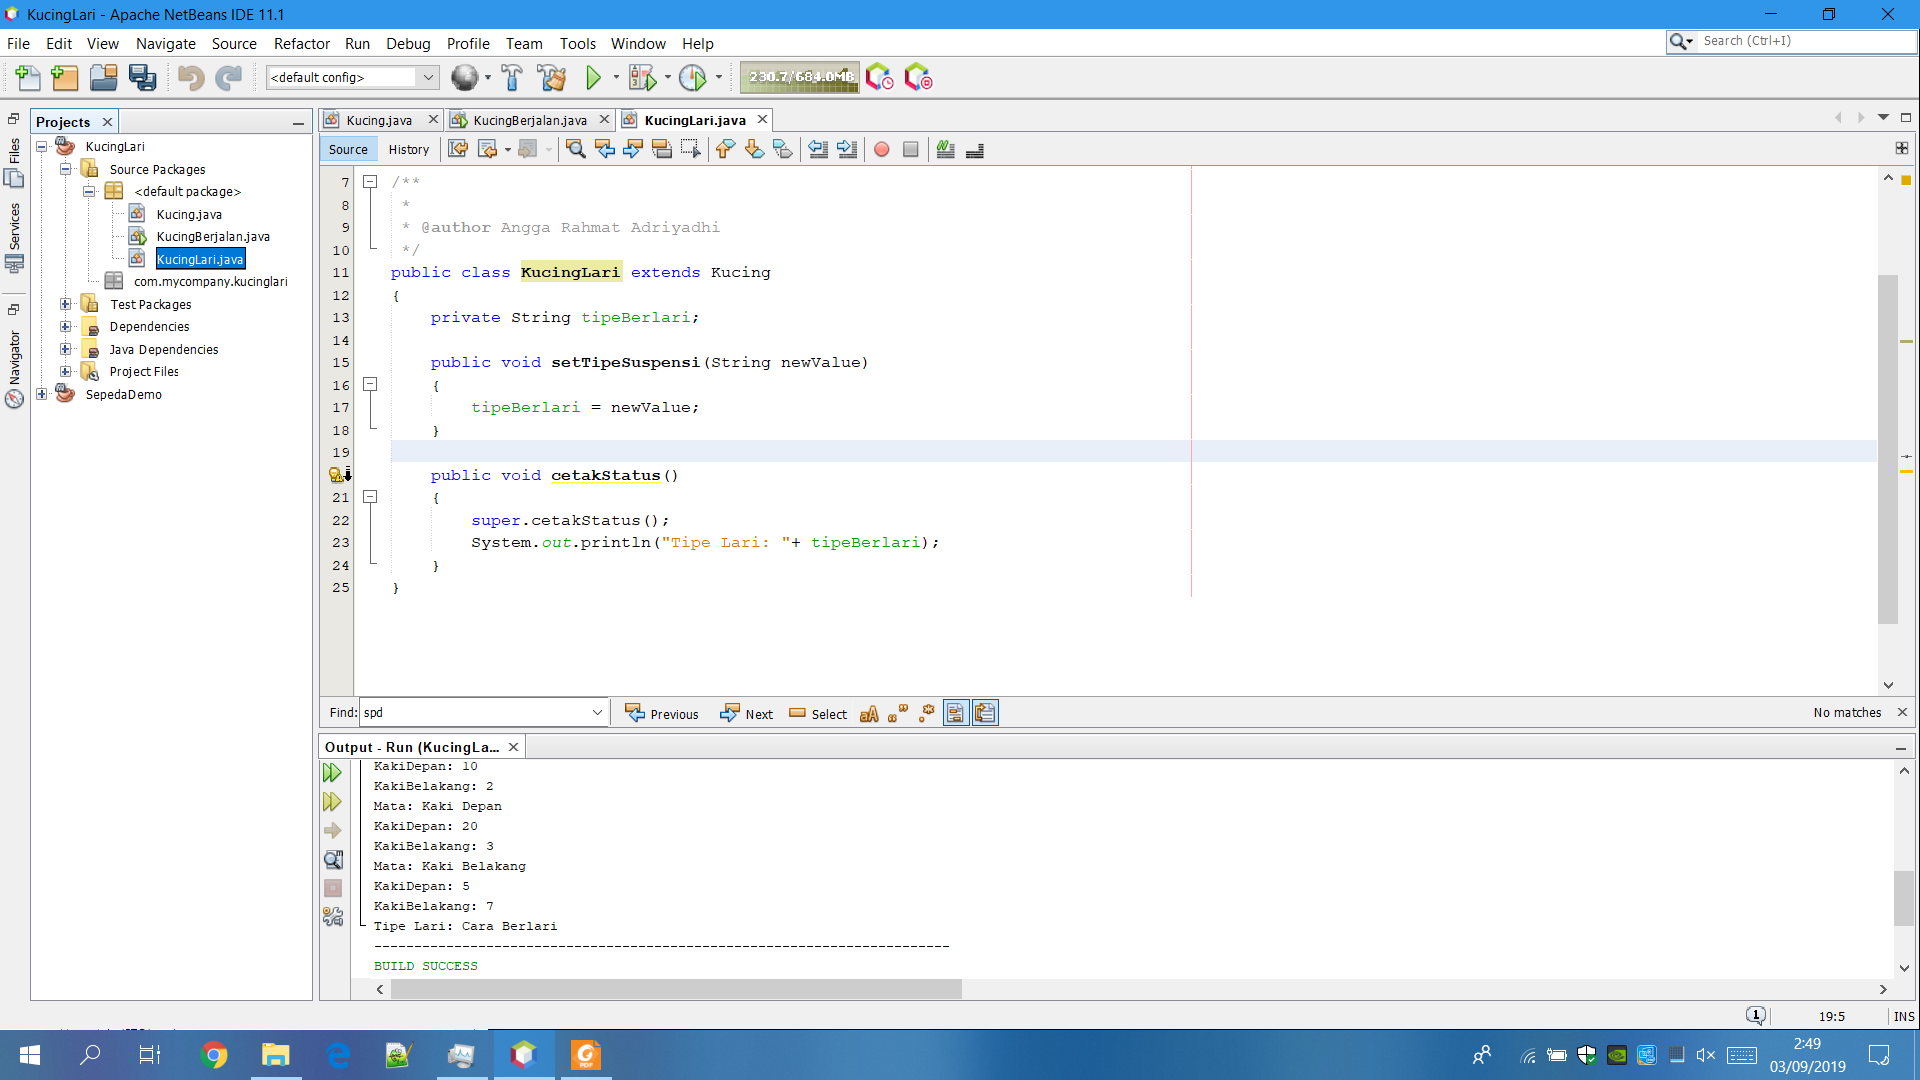 KucingLari - Apache NetBeans IDE 11.1
File Edit View Navigate Source Refactor Run Debug Profile Team Tools Window Help
Search (Ctrl+I)
<default config>
230.7/684.0MB
Projects
Files
Services
Navigator
KucingLari
Source Packages
<default package>
Kucing.java
KucingBerjalan.java
KucingLari.java
com.mycompany.kucinglari
Test Packages
Dependencies
Java Dependencies
Project Files
SepedaDemo
Kucing.java KucingBerjalan.java KucingLari.java
Source History
7 /**
8 *
9 * @author Angga Rahmat Adriyadhi
10 */
11 public class KucingLari extends Kucing
12 {
13 private String tipeBerlari;
14
15 public void setTipeSuspensi(String newValue)
16 {
17 tipeBerlari = newValue;
18 }
19
public void cetakStatus()
21 {
22 super.cetakStatus();
23 System.out.println("Tipe Lari: "+ tipeBerlari);
24 }
25 }
Find: spd Previous Next Select No matches
Output - Run (KucingLa...
KakiDepan: 10
KakiBelakang: 2
Mata: Kaki Depan
KakiDepan: 20
KakiBelakang: 3
Mata: Kaki Belakang
KakiDepan: 5
KakiBelakang: 7
Tipe Lari: Cara Berlari
------------------------------------------------------------------------
BUILD SUCCESS
1 19:5 INS
2:49
03/09/2019